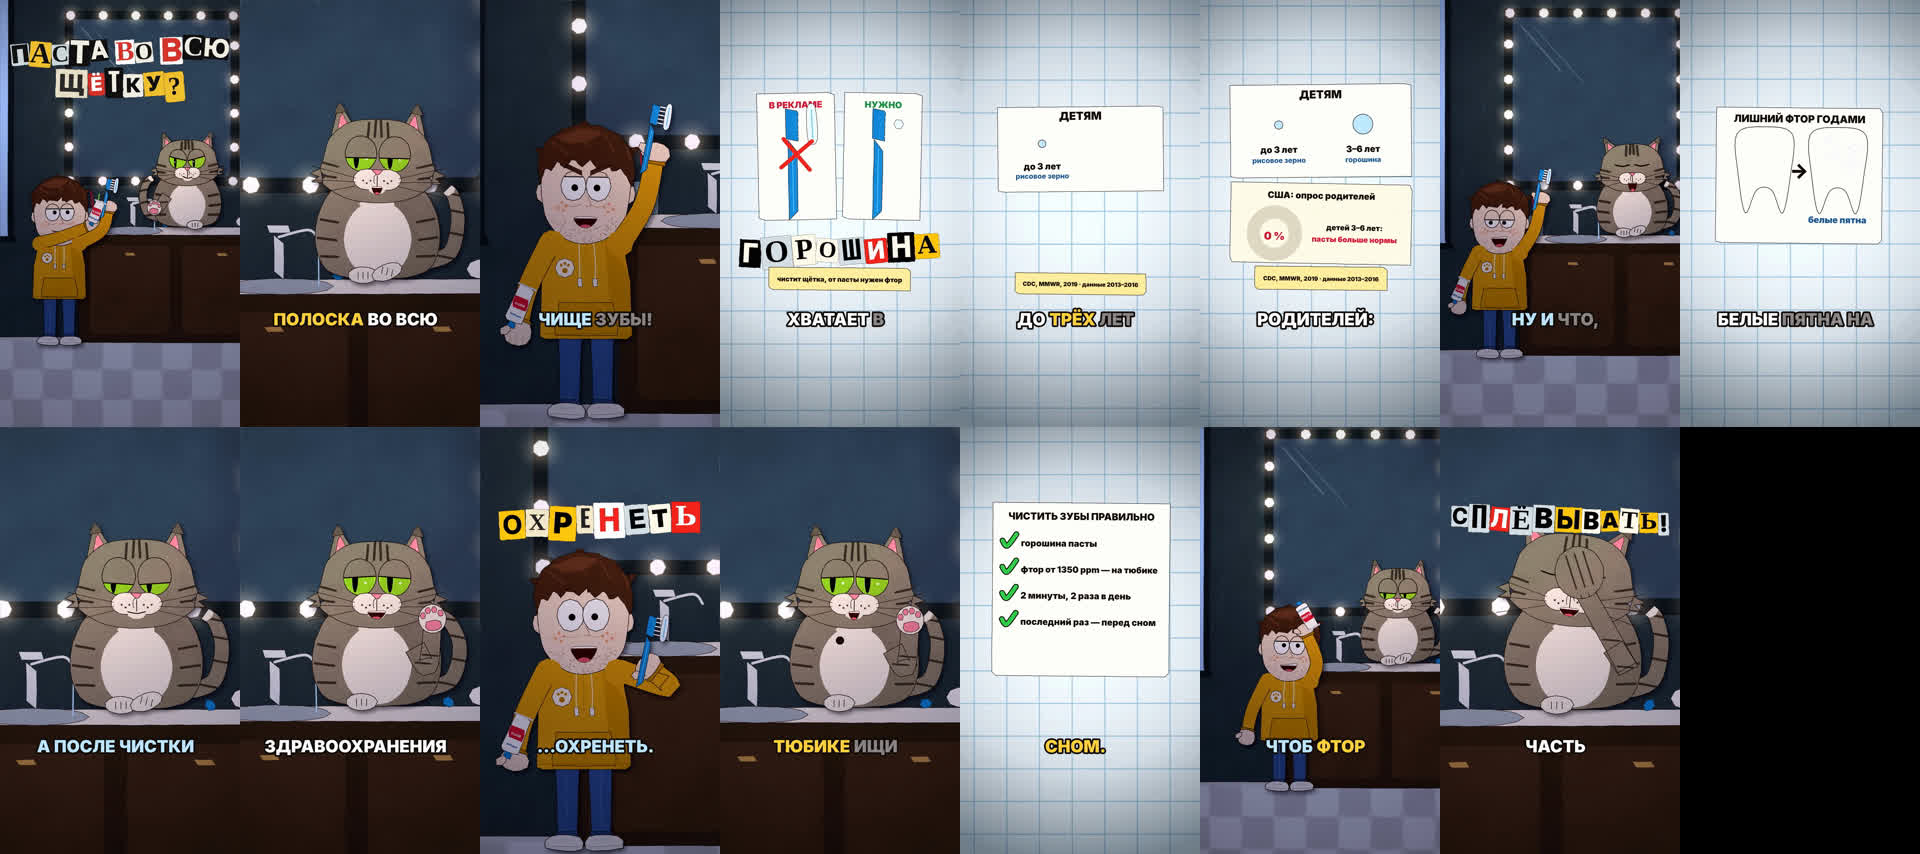 ПАСТА ВО ВСЮ
ЩЁТКУ?
ПОЛОСКА ВО ВСЮ
ЧИЩЕ ЗУБЫ!
В РЕКЛАМЕ
НУЖНО
ГОРОШИНА
чистит щётка, от пасты нужен фтор
ХВАТАЕТ В
ДЕТЯМ
до 3 лет
рисовое зерно
CDC, MMWR, 2019 · данные 2013–2016
ДО ТРЁХ ЛЕТ
ДЕТЯМ
до 3 лет
рисовое зерно
3–6 лет
горошина
США: опрос родителей
0 %
детей 3–6 лет:
пасты больше нормы
CDC, MMWR, 2019 · данные 2013–2016
РОДИТЕЛЕЙ:
НУ И ЧТО,
ЛИШНИЙ ФТОР ГОДАМИ
белые пятна
БЕЛЫЕ ПЯТНА НА
А ПОСЛЕ ЧИСТКИ
ЗДРАВООХРАНЕНИЯ
ОХРЕНЕТЬ
...ОХРЕНЕТЬ.
ТЮБИКЕ ИЩИ
ЧИСТИТЬ ЗУБЫ ПРАВИЛЬНО
горошина пасты
фтор от 1350 ppm — на тюбике
2 минуты, 2 раза в день
последний раз — перед сном
СНОМ.
ЧТОБ ФТОР
СПЛЁВЫВАТЬ!
ЧАСТЬ